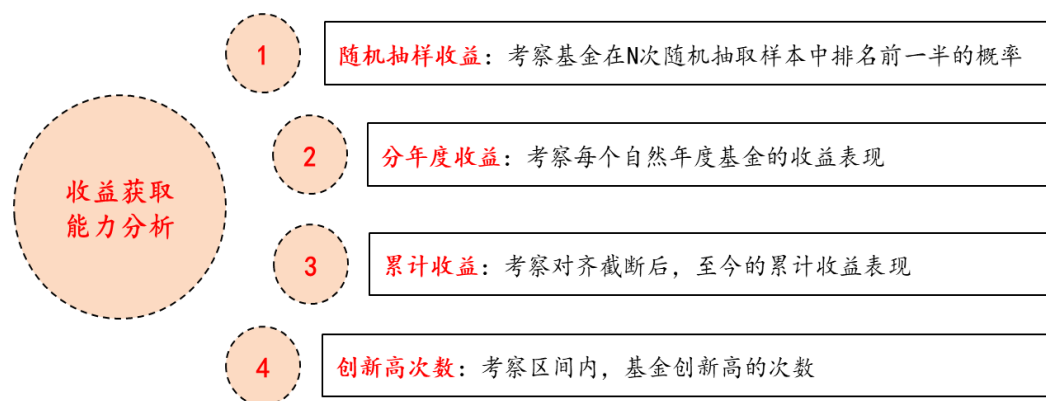 收益获取
能力分析
1
随机抽样收益：考察基金在N次随机抽取样本中排名前一半的概率
2
分年度收益：考察每个自然年度基金的收益表现
3
累计收益：考察对齐截断后，至今的累计收益表现
4
创新高次数：考察区间内，基金创新高的次数